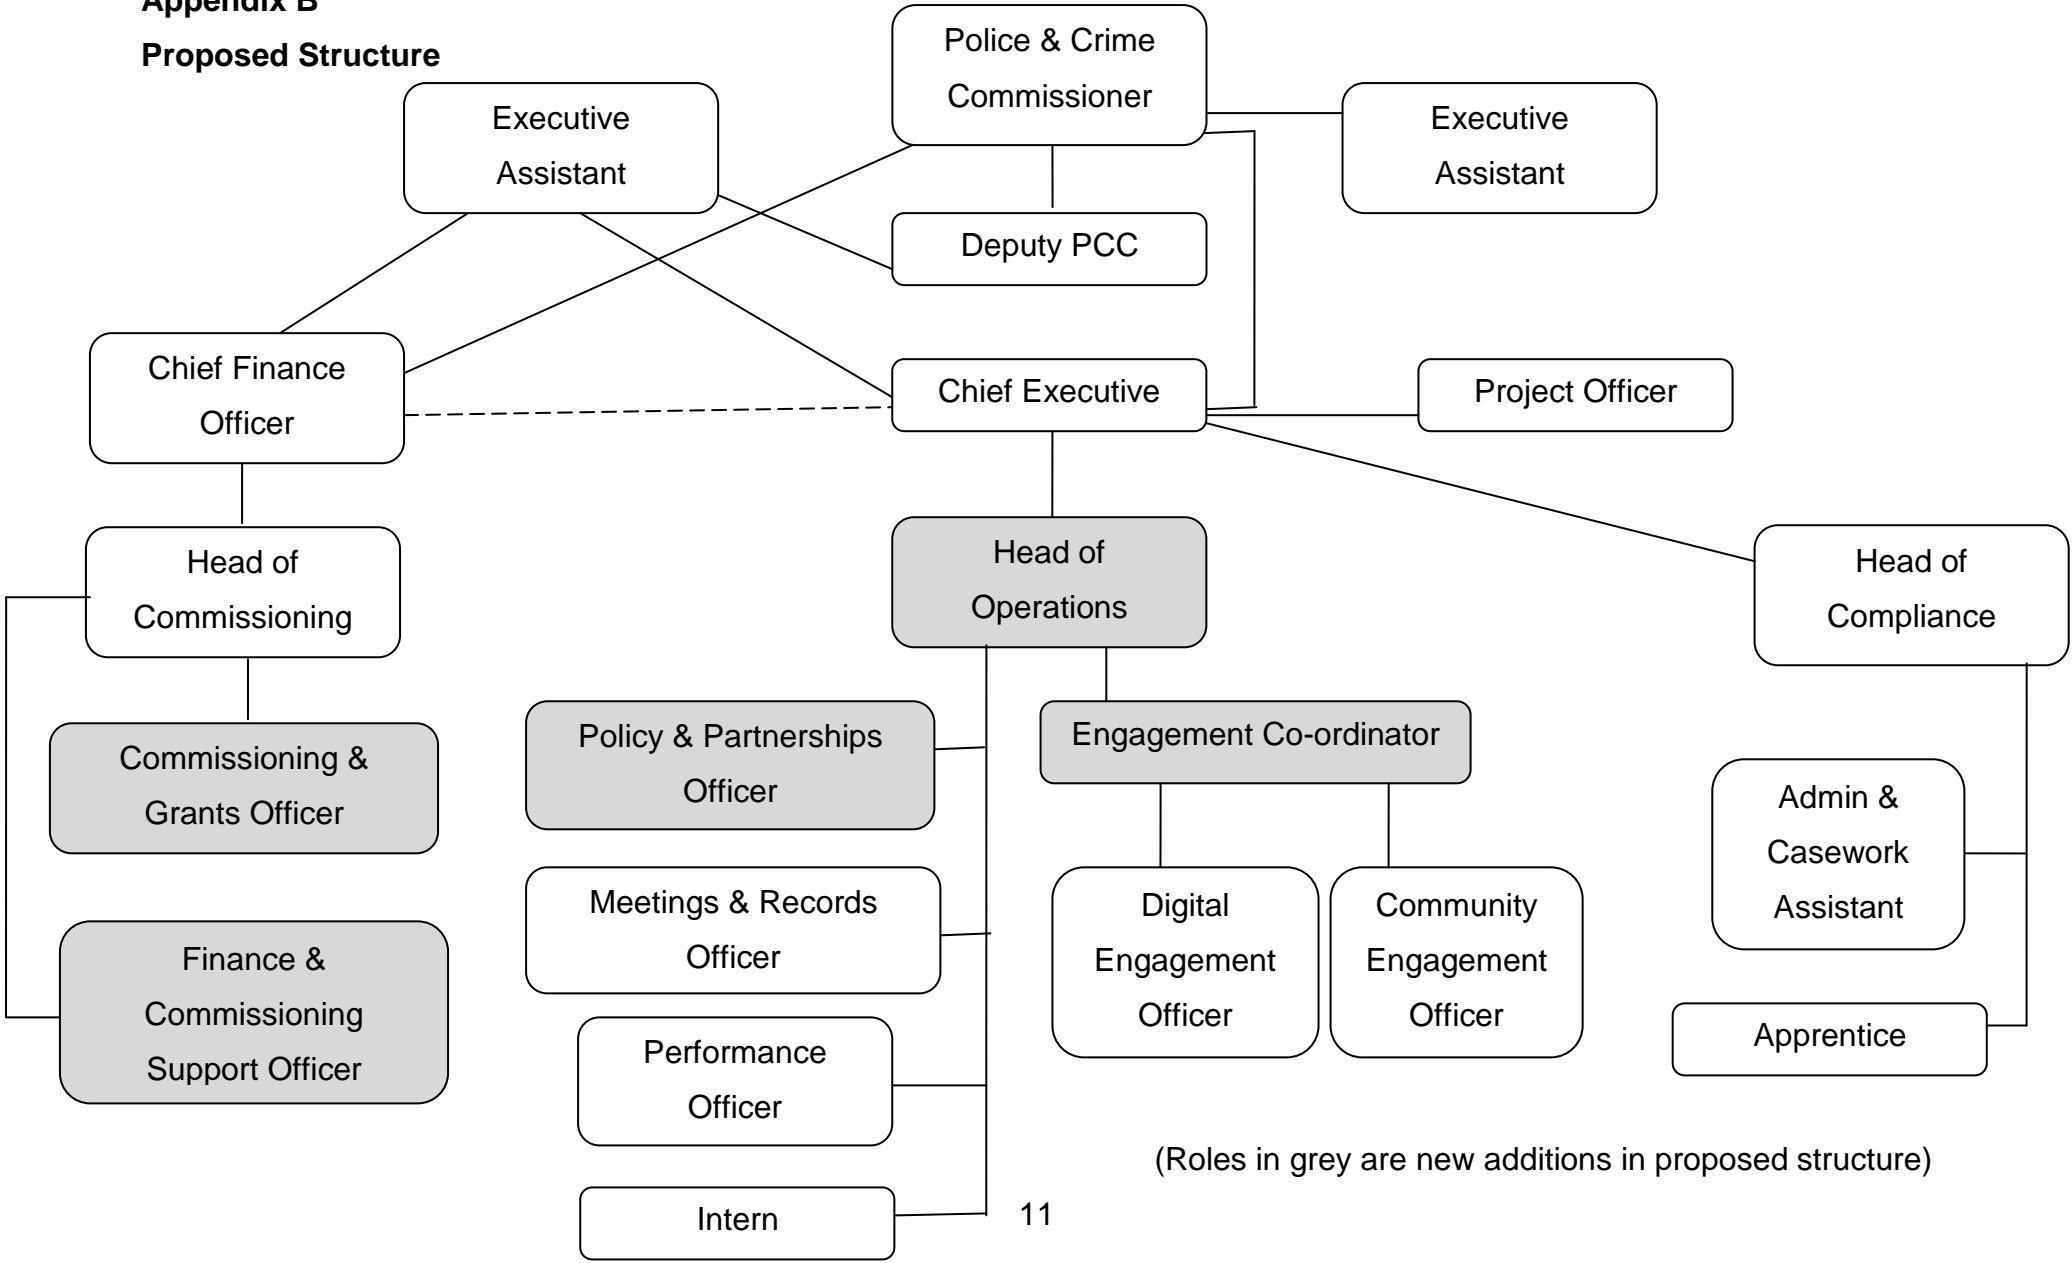 Appendix B
Proposed Structure
Police & Crime
Commissioner
Executive
Assistant
Executive
Assistant
Deputy PCC
Chief Finance
Officer
Chief Executive
Project Officer
Head of
Commissioning
Head of
Operations
Head of
Compliance
Commissioning &
Grants Officer
Policy & Partnerships
Officer
Engagement Co-ordinator
Admin &
Casework
Assistant
Meetings & Records
Officer
Digital
Engagement
Officer
Community
Engagement
Officer
Finance &
Commissioning
Support Officer
Performance
Officer
Apprentice
(Roles in grey are new additions in proposed structure)
Intern
11